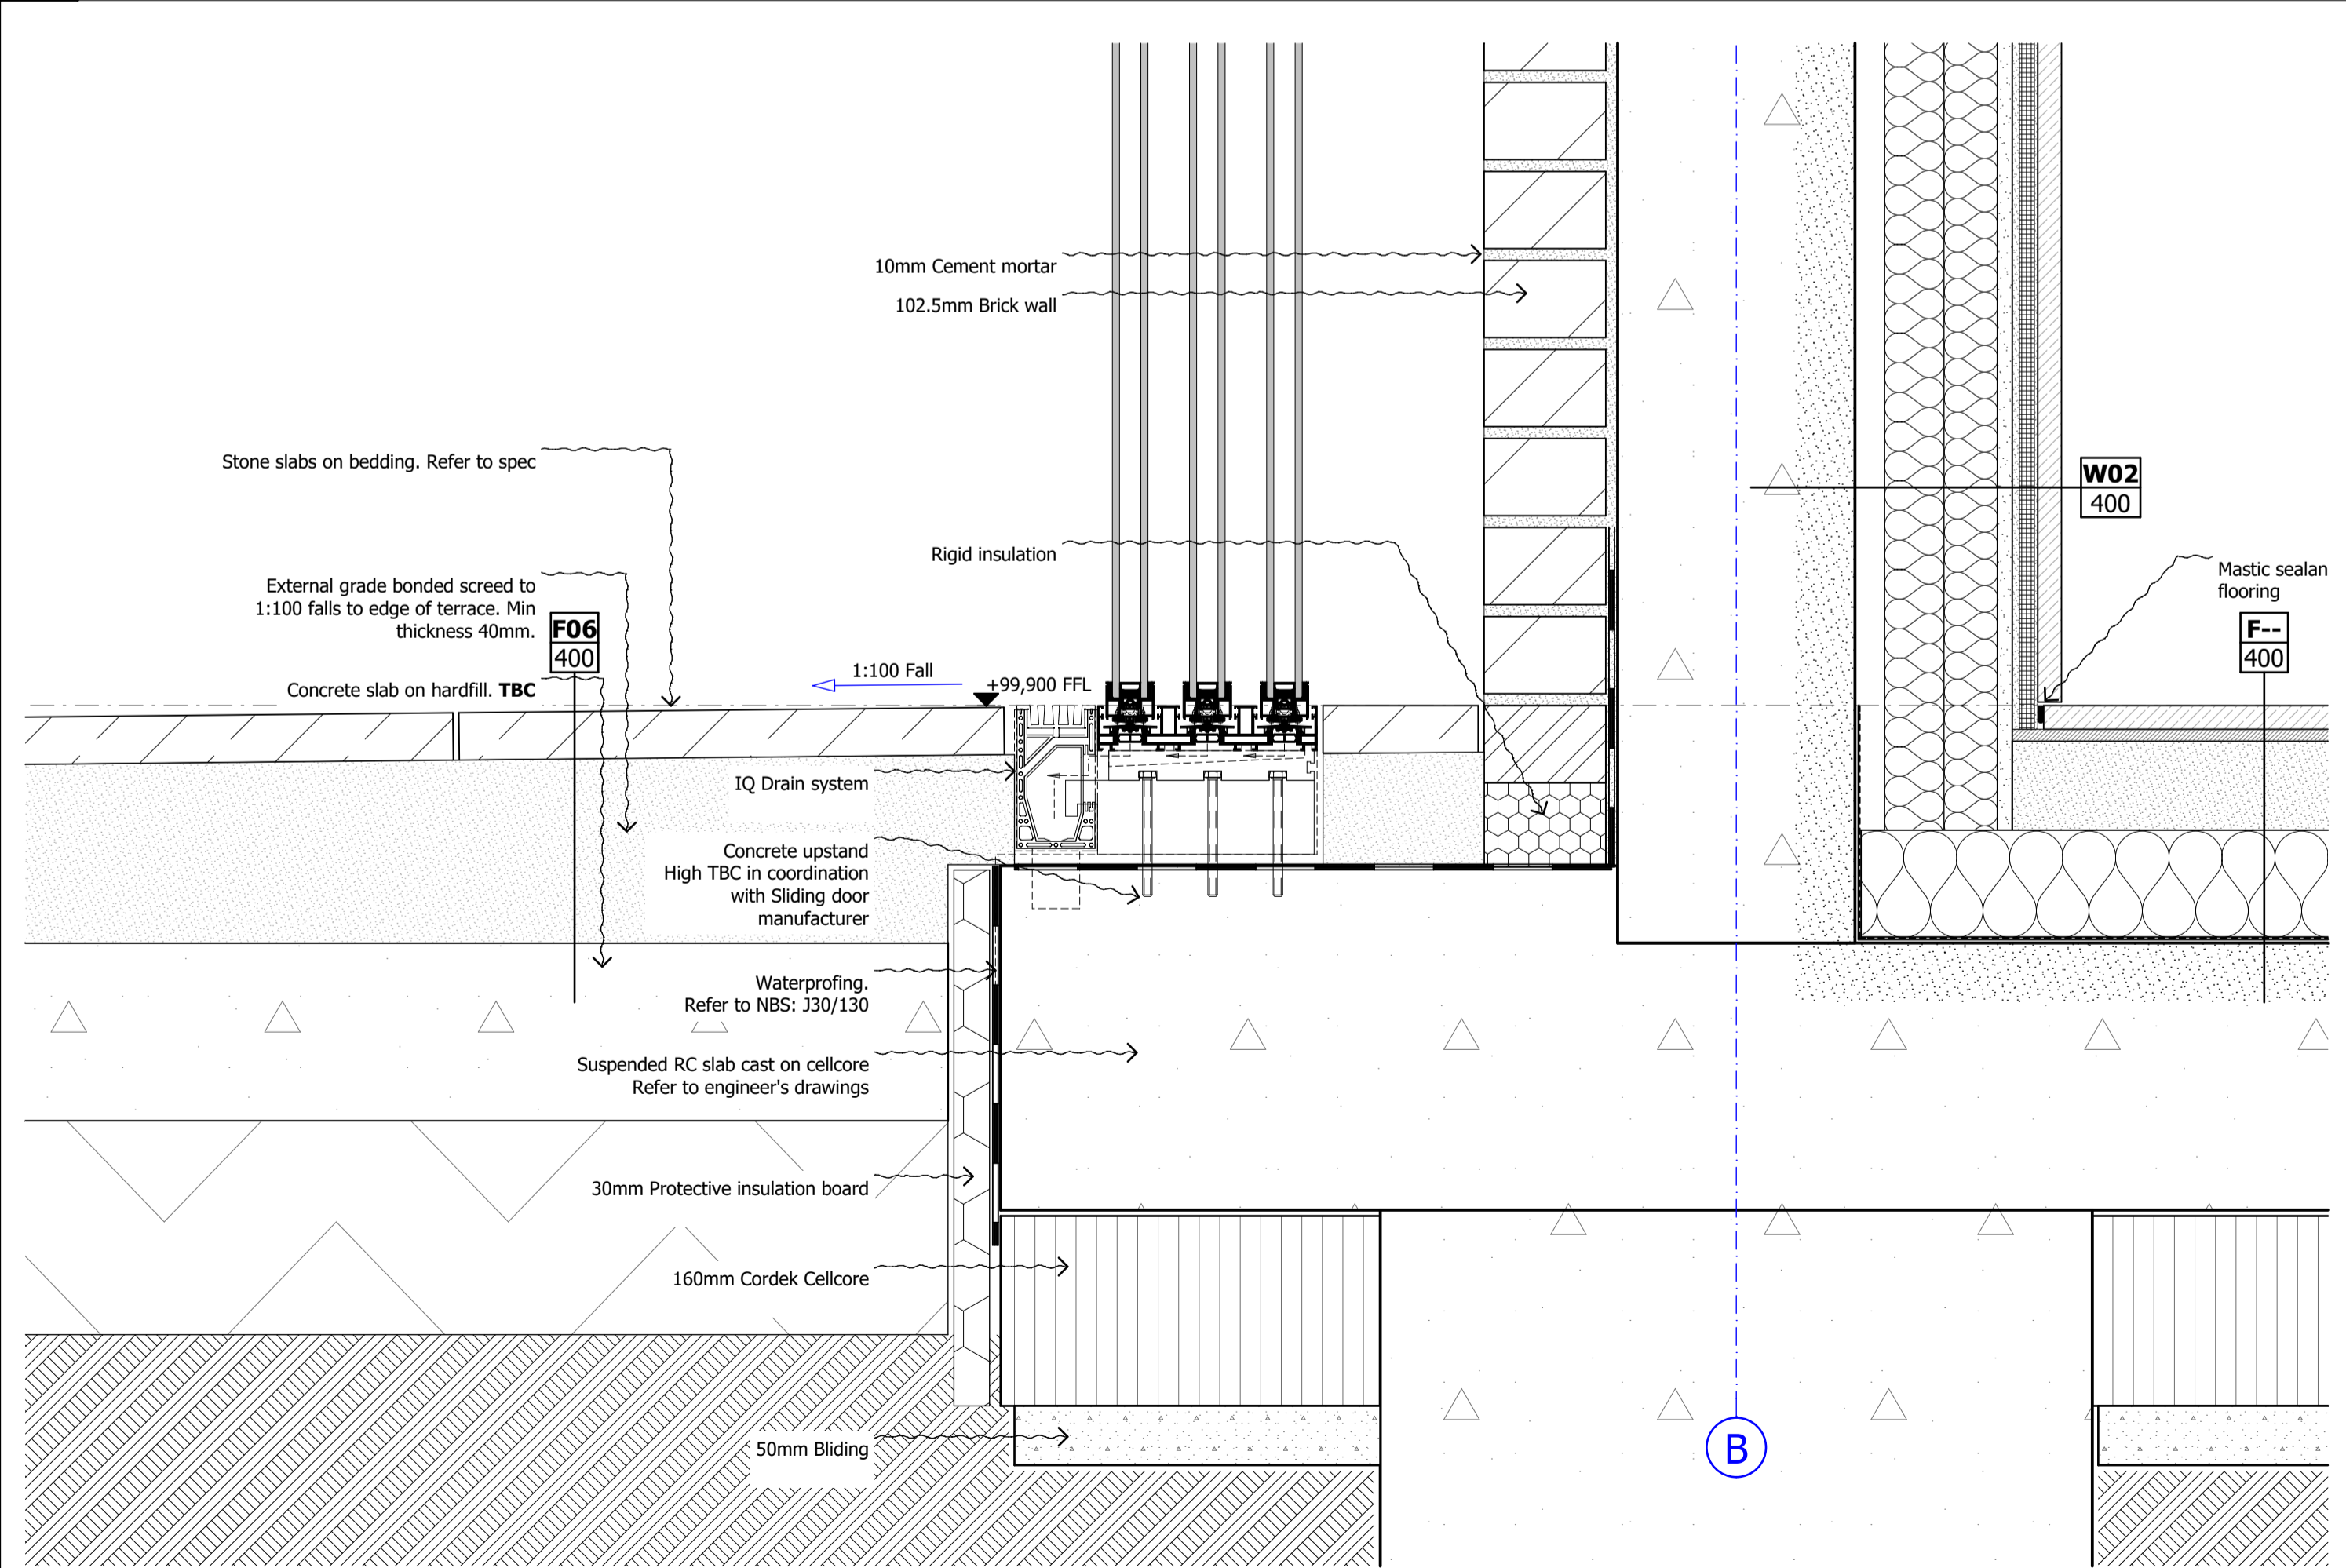 10mm Cement mortar
102.5mm Brick wall
Stone slabs on bedding. Refer to spec
W02
400
Rigid insulation
Mastic sealan
flooring
External grade bonded screed to
1:100 falls to edge of terrace. Min
thickness 40mm.
F06
400
F--
400
1:100 Fall
+99,900 FFL
Concrete slab on hardfill. TBC
IQ Drain system
Concrete upstand
High TBC in coordination
with Sliding door
manufacturer
Waterprofing.
Refer to NBS: J30/130
Suspended RC slab cast on cellcore
Refer to engineer's drawings
30mm Protective insulation board
160mm Cordek Cellcore
50mm Bliding
B